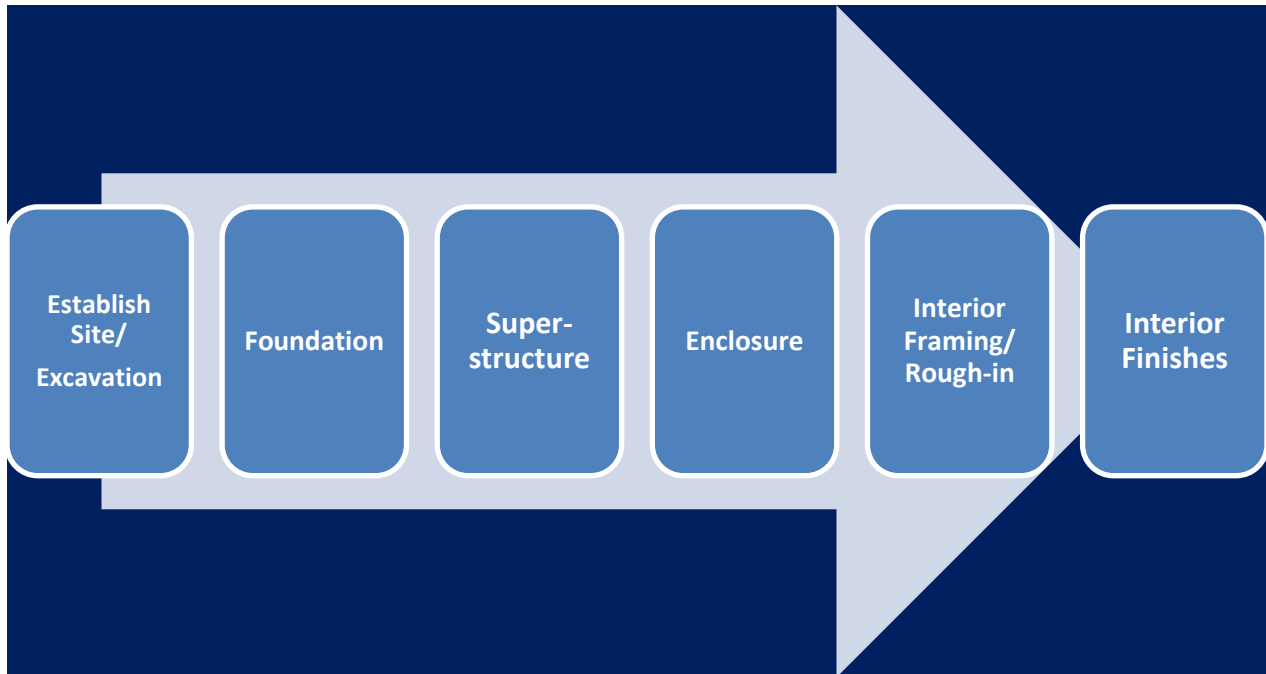 Establish
Site/
Excavation
Foundation
Super-
structure
Enclosure
Interior
Framing/
Rough-in
Interior
Finishes